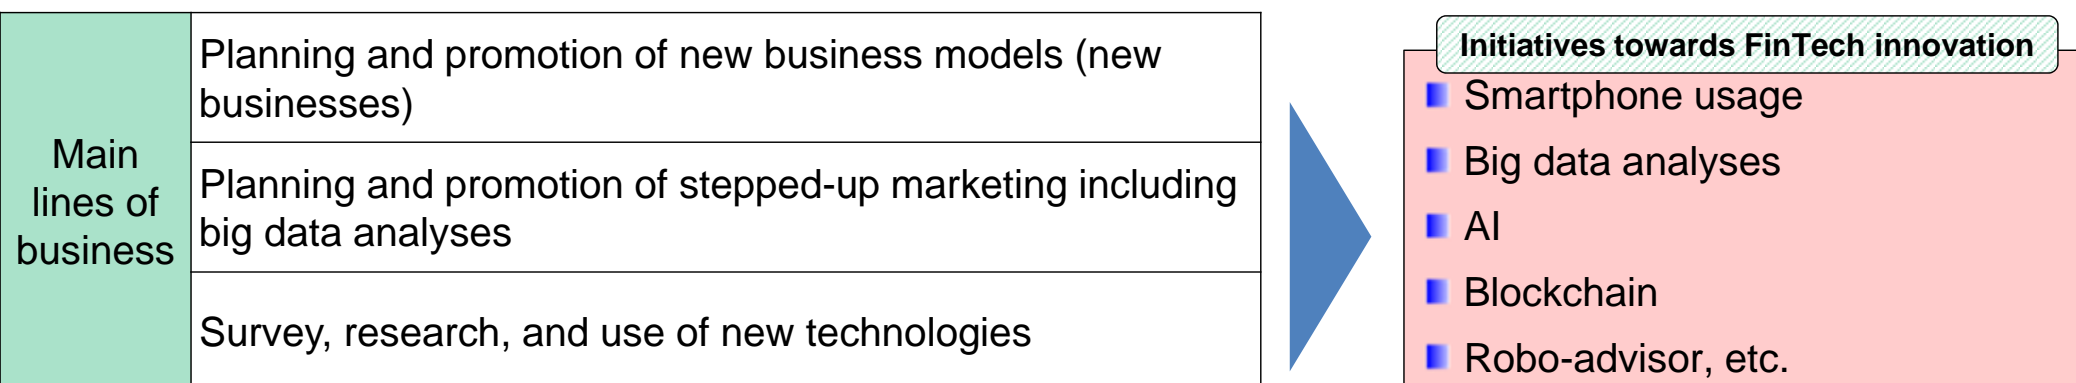 Main
lines of
business
Planning and promotion of new business models (new
businesses)
Planning and promotion of stepped-up marketing including
big data analyses
Survey, research, and use of new technologies
Initiatives towards FinTech innovation
Smartphone usage
Big data analyses
AI
Blockchain
Robo-advisor, etc.